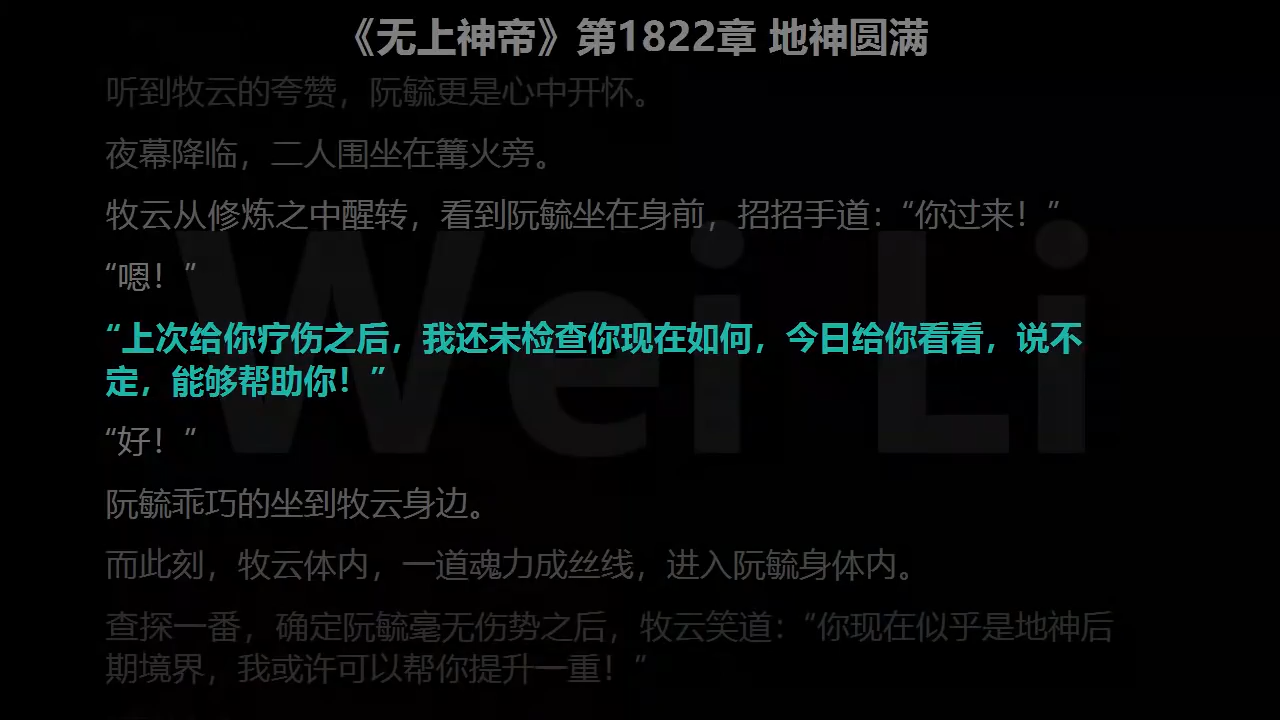 《无上神帝》第1822章 地神圆满
听到牧云的夸赞，阮毓更是心中开怀。
夜幕降临，二人围坐在篝火旁。
牧云从修炼之中醒转，看到阮毓坐在身前，招招手道：“你过来！”
“嗯！”
“上次给你疗伤之后，我还未检查你现在如何，今日给你看看，说不
定，能够帮助你！”
“好！”
阮毓乖巧的坐到牧云身边。
而此刻，牧云体内，一道魂力成丝线，进入阮毓身体内。
查探一番，确定阮毓毫无伤势之后，牧云笑道：“你现在似乎是地神后
期境界，我或许可以帮你提升一重！”
Wei Li